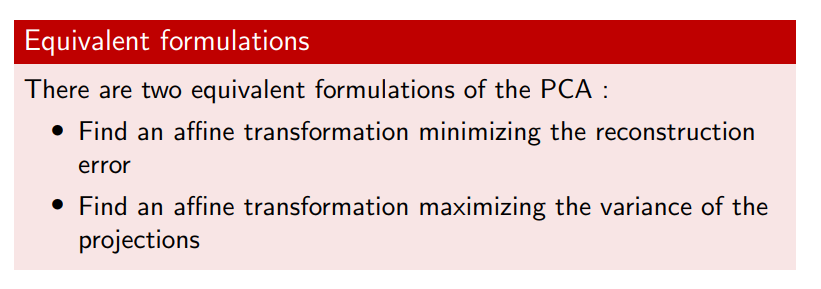 Equivalent formulations
There are two equivalent formulations of the PCA :
• Find an affine transformation minimizing the reconstruction
error
• Find an affine transformation maximizing the variance of the
projections